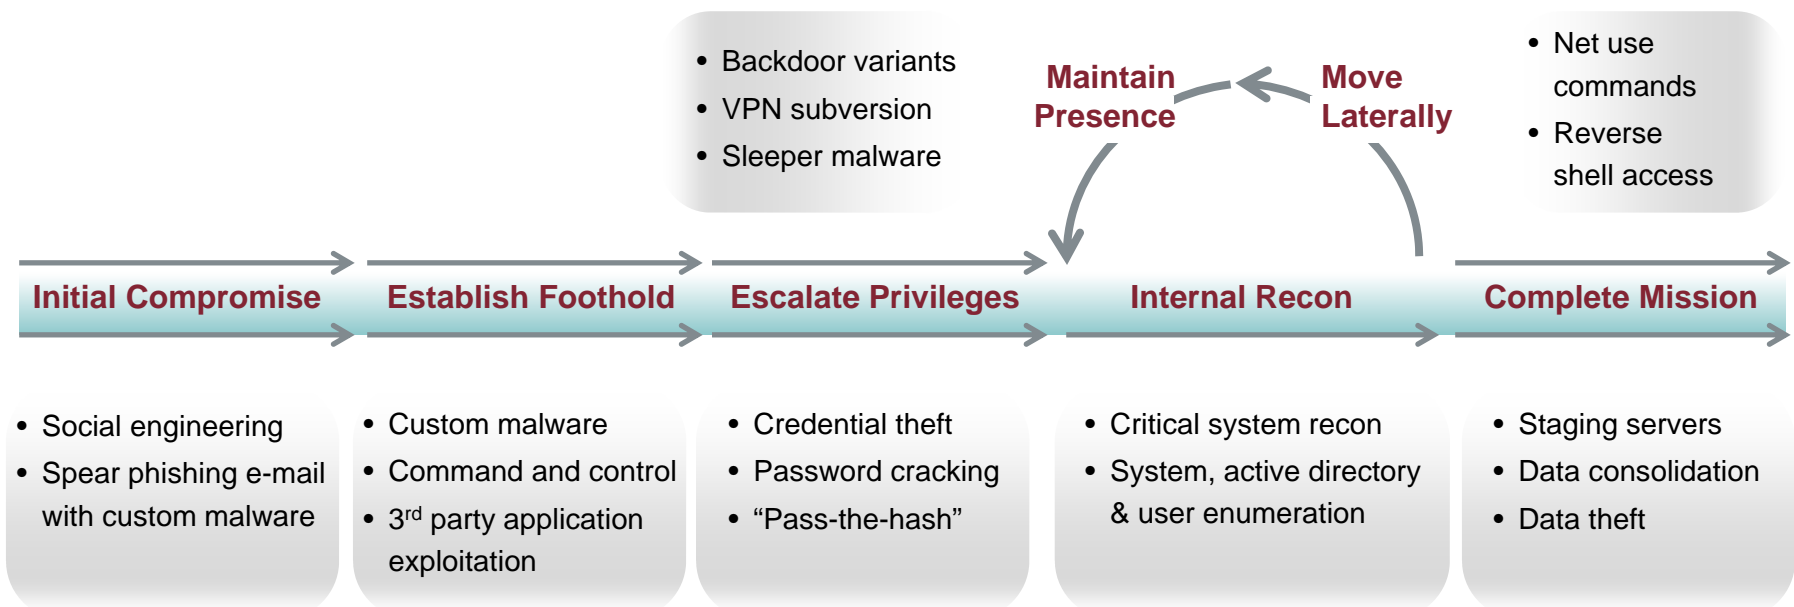 • Backdoor variants
• VPN subversion
• Sleeper malware
Maintain
Presence
Move
Laterally
• Net use
commands
• Reverse
shell access
Initial Compromise
Establish Foothold
Escalate Privileges
Internal Recon
Complete Mission
• Social engineering
• Spear phishing e-mail
with custom malware
• Custom malware
• Command and control
• 3rd party application
exploitation
• Credential theft
• Password cracking
• “Pass-the-hash”
• Critical system recon
• System, active directory
& user enumeration
• Staging servers
• Data consolidation
• Data theft